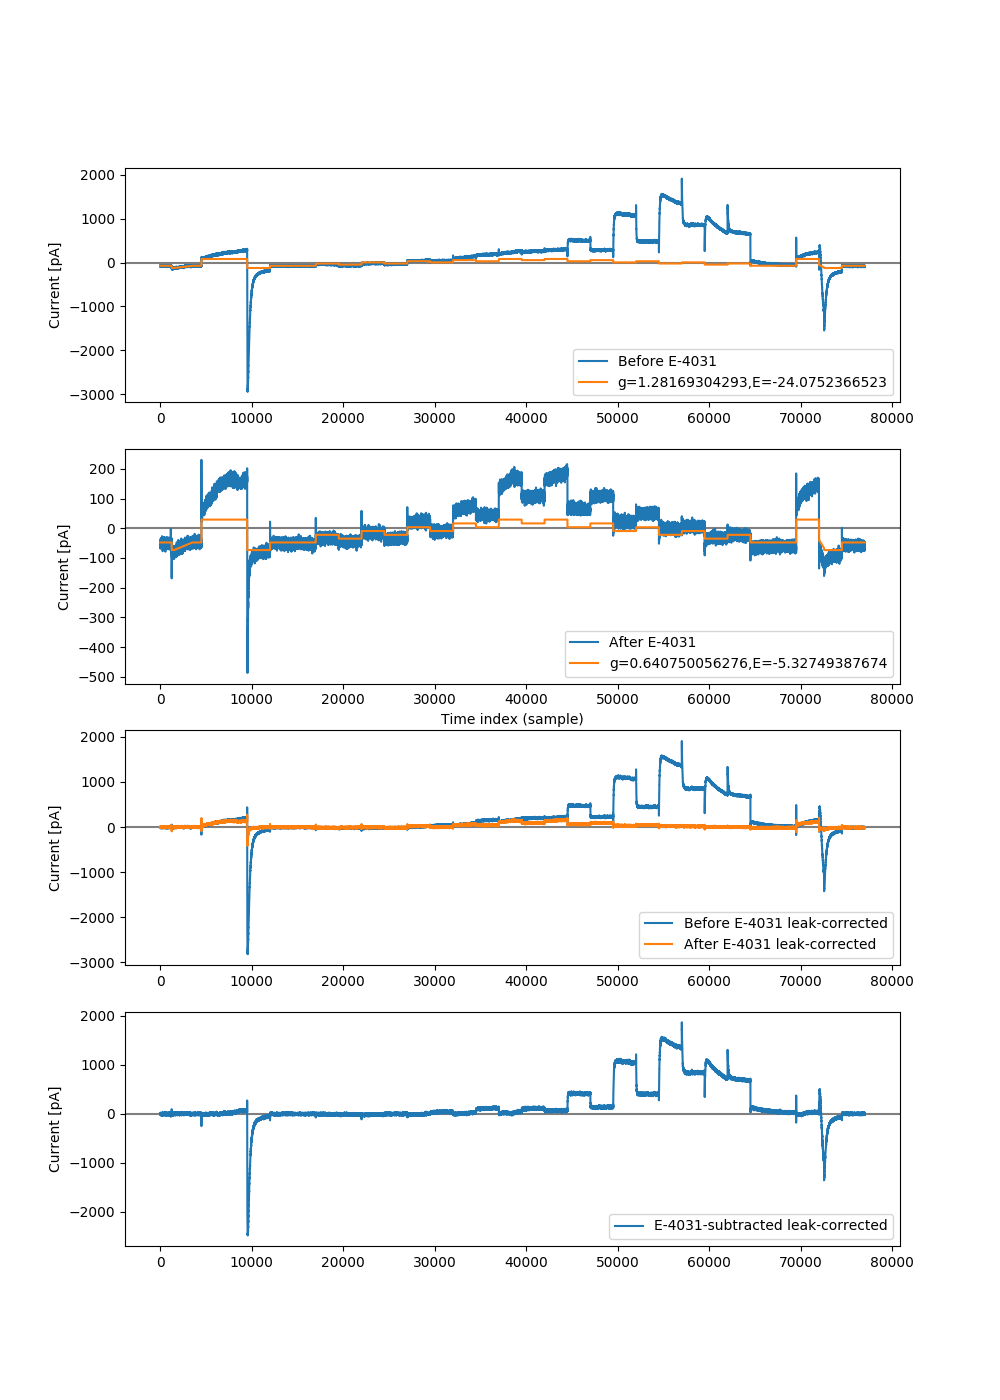 2000
1000
0
−1000
−2000
−3000
Current [pA]
Before E-4031
g=1.28169304293,E=-24.0752366523
0 10000 20000 30000 40000 50000 60000 70000 80000
200
100
0
−100
−200
−300
−400
−500
Current [pA]
After E-4031
g=0.640750056276,E=-5.32749387674
0 10000 20000 30000 40000 50000 60000 70000 80000
Time index (sample)
2000
1000
0
−1000
−2000
−3000
Current [pA]
Before E-4031 leak-corrected
After E-4031 leak-corrected
0 10000 20000 30000 40000 50000 60000 70000 80000
2000
1000
0
−1000
−2000
Current [pA]
E-4031-subtracted leak-corrected
0 10000 20000 30000 40000 50000 60000 70000 80000